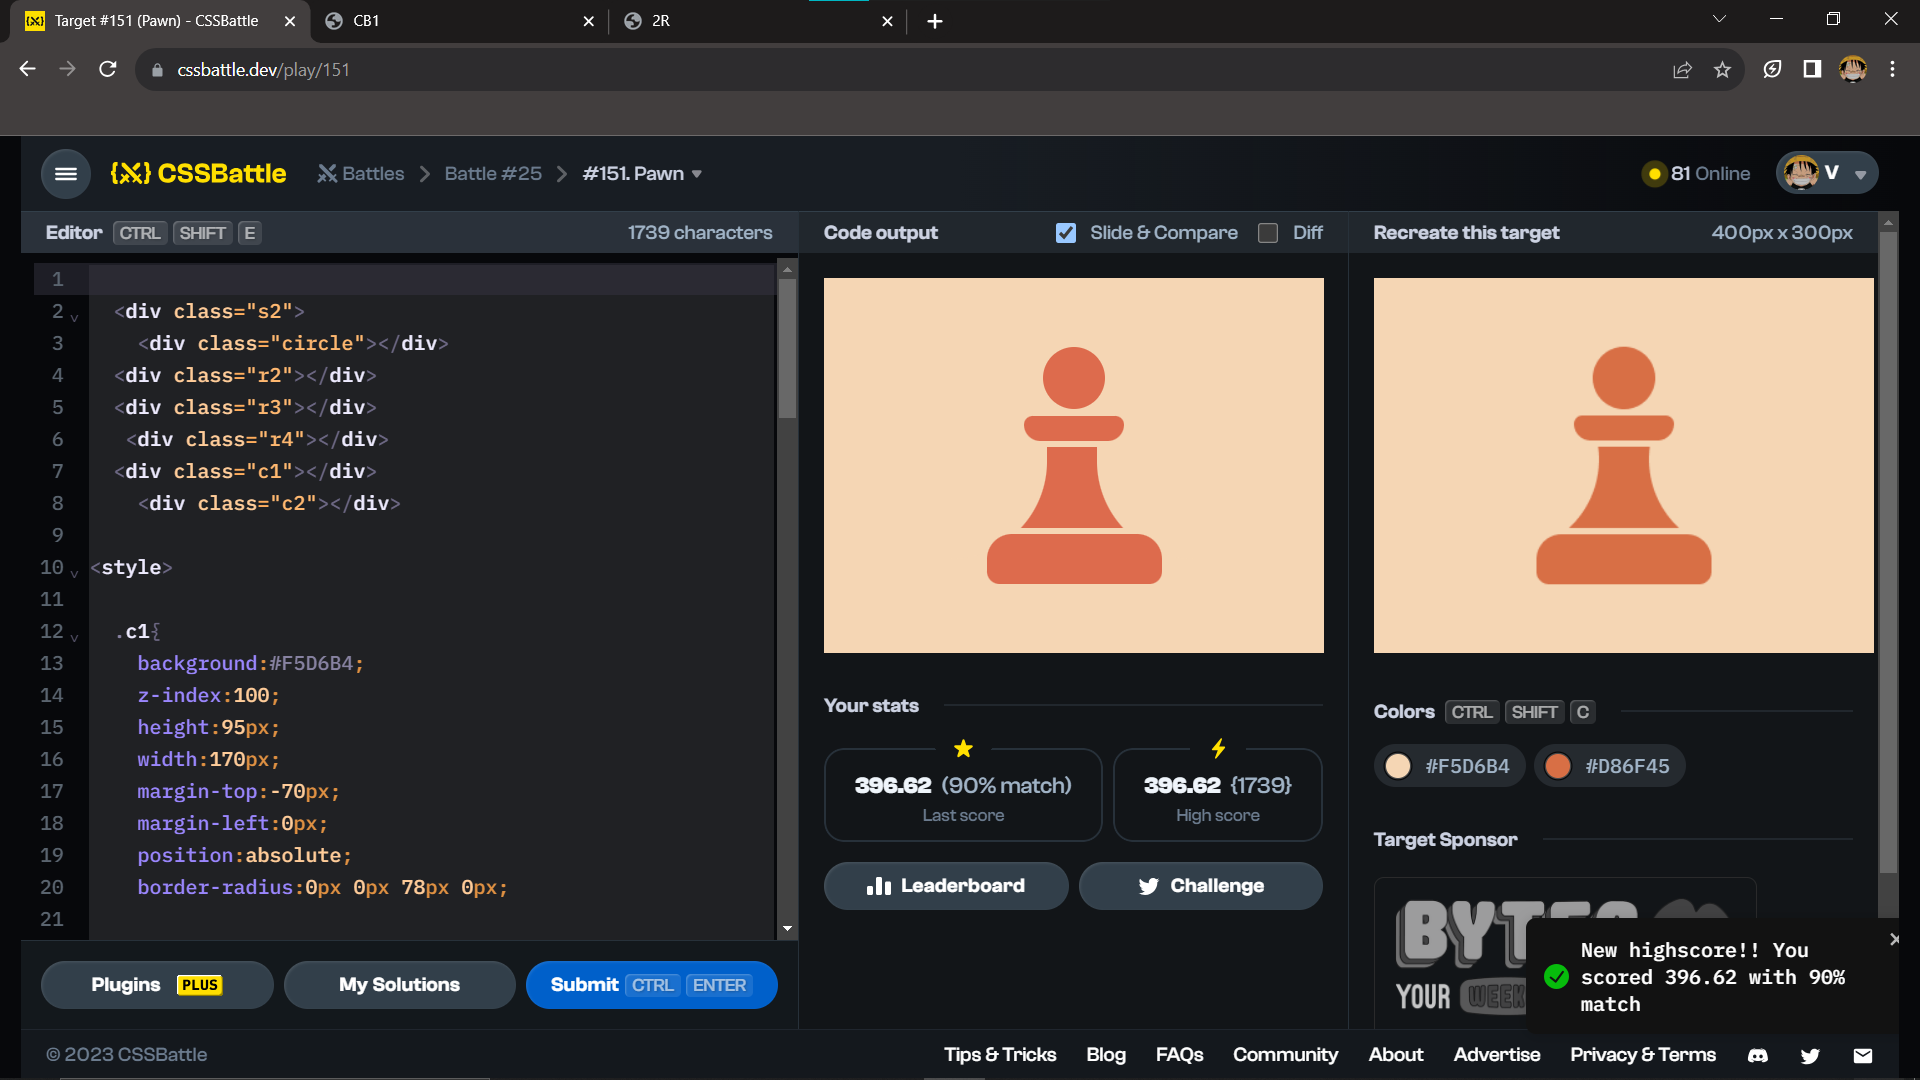 Target #151 (Pawn) - CSSBattle
CB1
2R
cssbattle.dev/play/151
{X} CSSBattle
Battles
Battle #25
#151. Pawn
81 Online
V
Editor CTRL SHIFT E
1739 characters
Code output
Slide & Compare
Diff
Recreate this target
400px x 300px
1
2 <div class="s2">
3 <div class="circle"></div>
4 <div class="r2"></div>
5 <div class="r3"></div>
6 <div class="r4"></div>
7 <div class="c1"></div>
8 <div class="c2"></div>
9
10 <style>
11
12 .c1{
13 background:#F5D6B4;
14 z-index:100;
15 height:95px;
16 width:170px;
17 margin-top:-70px;
18 margin-left:0px;
19 position:absolute;
20 border-radius:0px 0px 78px 0px;
21
Your stats
396.62 (90% match)
Last score
396.62 {1739}
High score
Leaderboard
Challenge
Colors CTRL SHIFT C
#F5D6B4
#D86F45
Target Sponsor
YOUR
New highscore!! You
scored 396.62 with 90%
match
Plugins PLUS
My Solutions
Submit CTRL ENTER
© 2023 CSSBattle
Tips & Tricks
Blog
FAQs
Community
About
Advertise
Privacy & Terms